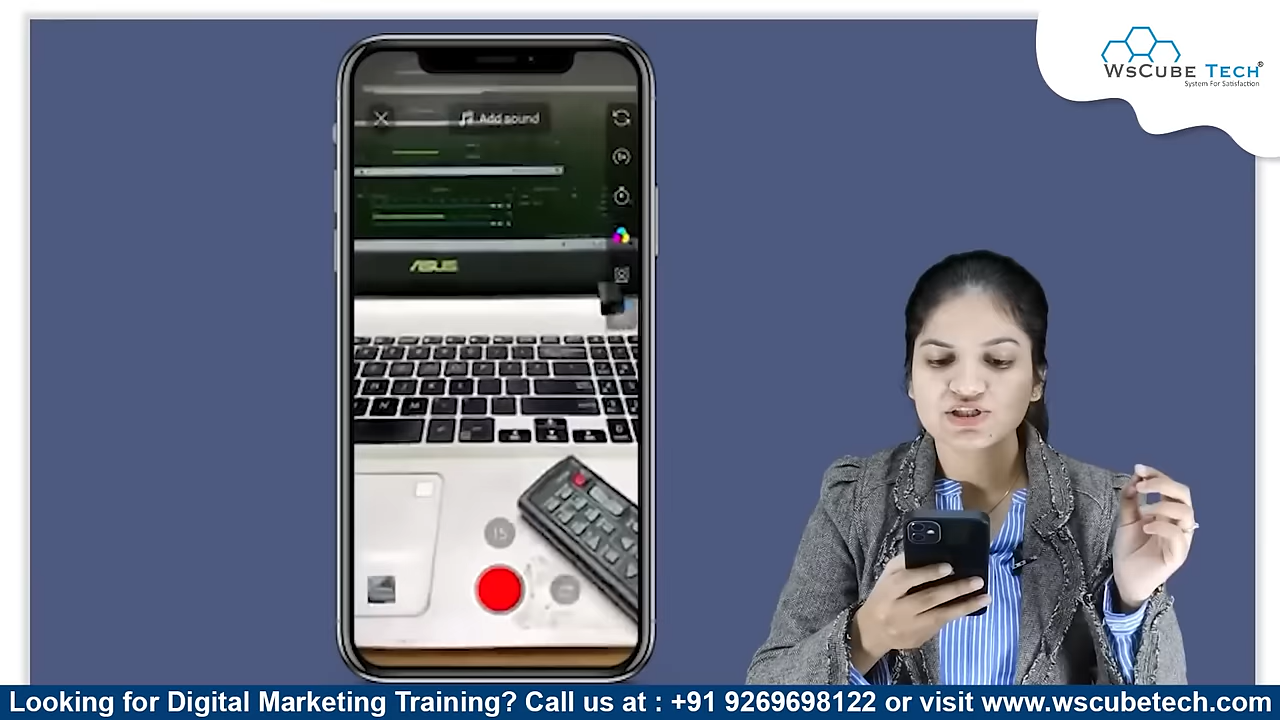 WsCube Tech®
System For Satisfaction
Add sound
1x
ASUS
15
Looking for Digital Marketing Training? Call us at : +91 9269698122 or visit www.wscubetech.com